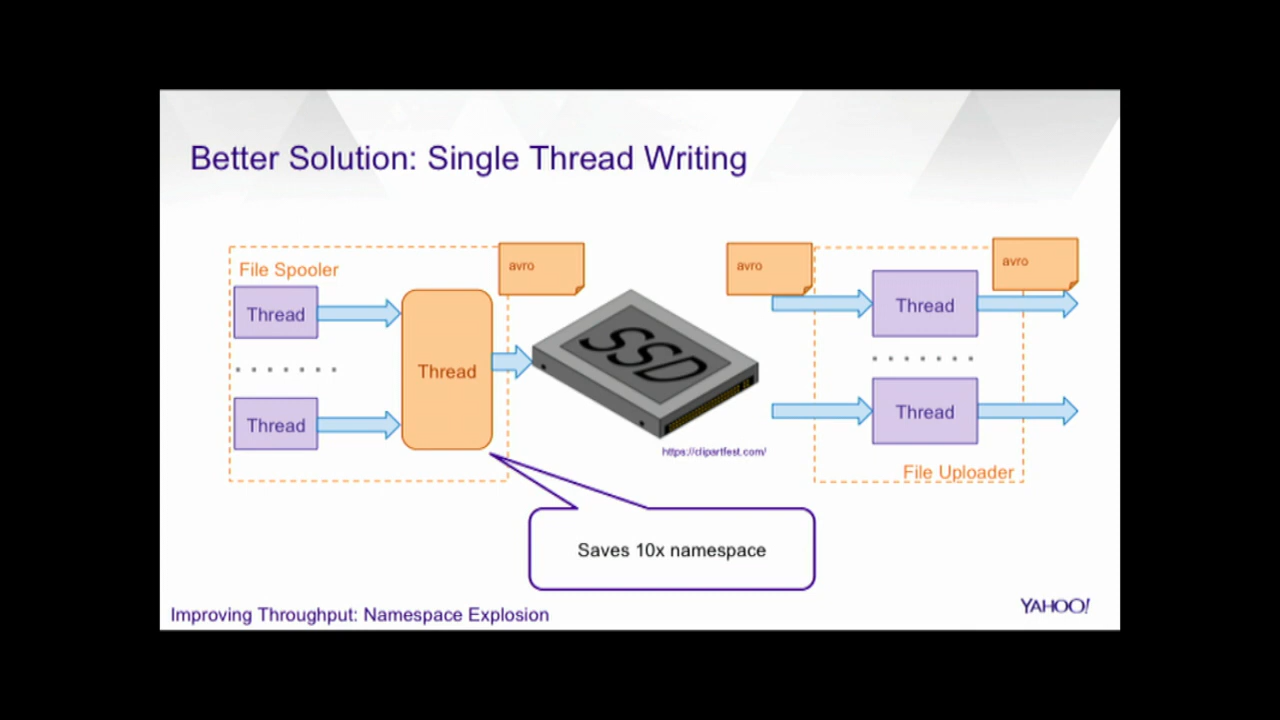 Better Solution: Single Thread Writing
File Spooler
avro
avro
avro
Thread
Thread
Thread
Thread
Thread
SSD
https://clipartfest.com/
File Uploader
Saves 10x namespace
Improving Throughput: Namespace Explosion
YAHOO!